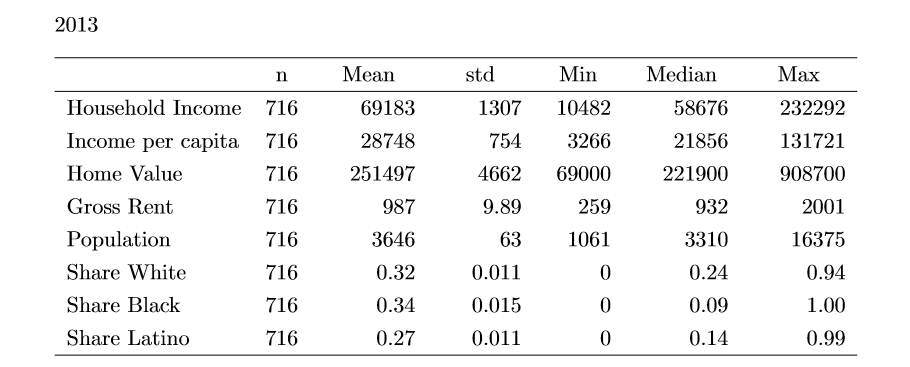 2013
n Mean std Min Median Max
Household Income 716 69183 1307 10482 58676 232292
Income per capita 716 28748 754 3266 21856 131721
Home Value 716 251497 4662 69000 221900 908700
Gross Rent 716 987 9.89 259 932 2001
Population 716 3646 63 1061 3310 16375
Share White 716 0.32 0.011 0 0.24 0.94
Share Black 716 0.34 0.015 0 0.09 1.00
Share Latino 716 0.27 0.011 0 0.14 0.99